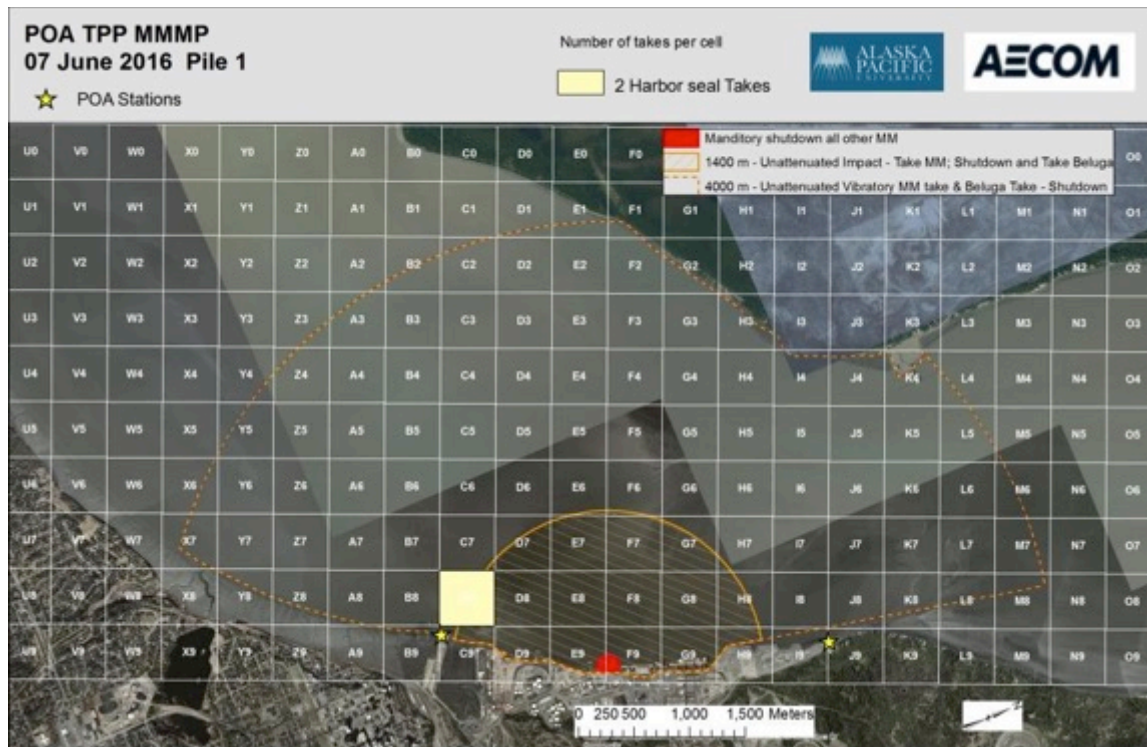 POA TPP MMMP
07 June 2016 Pile 1
POA Stations
Number of takes per cell
2 Harbor seal Takes
ALASKA
PACIFIC
UNIVERSITY
AECOM
Manditory shutdown all other MM
1400 m - Unattenuated Impact - Take MM; Shutdown and Take Beluga
4000 m - Unattenuated Vibratory MM take & Beluga Take - Shutdown
U0 V0 W0 X0 Y0 Z0 A0 B0 C0 D0 E0 F0 O0
U1 V1 W1 X1 Y1 Z1 A1 B1 C1 D1 E1 F1 G1 H1 I1 J1 K1 L1 M1 N1 O1
U2 V2 W2 X2 Y2 Z2 A2 B2 C2 D2 E2 F2 G2 H2 I2 J2 K2 L2 M2 N2 O2
U3 V3 W3 X3 Y3 Z3 A3 B3 C3 D3 E3 F3 G3 H3 I3 J3 K3 L3 M3 N3 O3
U4 V4 W4 X4 Y4 Z4 A4 B4 C4 D4 E4 F4 G4 H4 I4 J4 K4 L4 M4 N4 O4
U5 V5 W5 X5 Y5 Z5 A5 B5 C5 D5 E5 F5 G5 H5 I5 J5 K5 L5 M5 N5 O5
U6 V6 W6 X6 Y6 Z6 A6 B6 C6 D6 E6 F6 G6 H6 I6 J6 K6 L6 M6 N6 O6
U7 V7 W7 X7 Y7 Z7 A7 B7 C7 D7 E7 F7 G7 H7 I7 J7 K7 L7 M7 N7 O7
U8 V8 W8 X8 Y8 Z8 A8 B8 D8 E8 F8 G8 H8 I8 J8 K8 L8 M8 N8 O8
U9 V9 W9 X9 Y9 Z9 A9 B9 C9 D9 E9 F9 G9 H9 I9 J9 K9 L9 M9 N9 O9
0 250 500 1,000 1,500 Meters